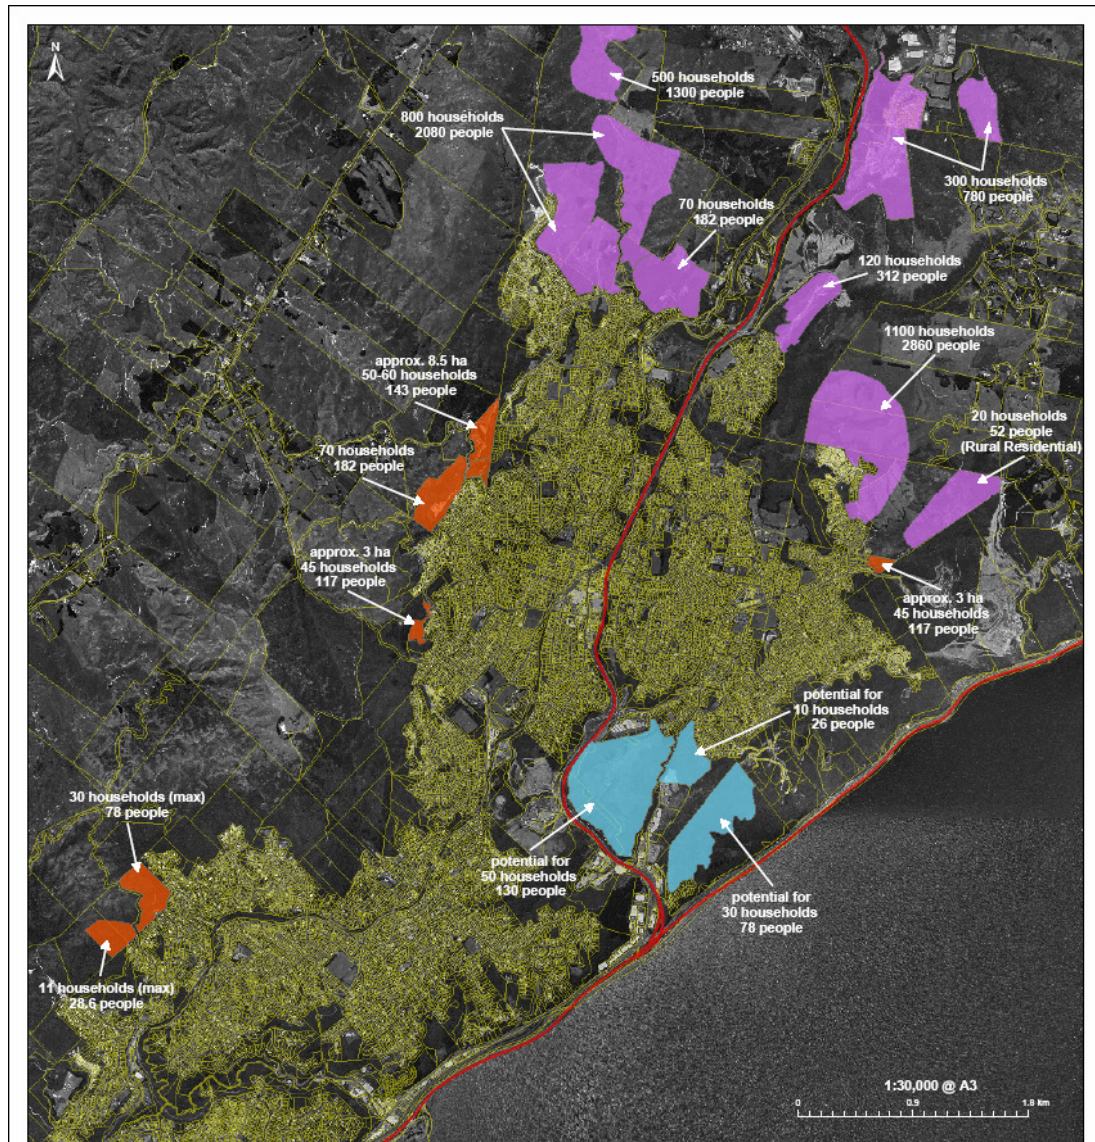 N
500 households
1300 people
800 households
2080 people
300 households
780 people
70 households
182 people
120 households
312 people
1100 households
2860 people
approx. 8.5 ha
50-60 households
143 people
20 households
52 people
(Rural Residential)
70 households
182 people
approx. 3 ha
45 households
117 people
approx. 3 ha
45 households
117 people
potential for
10 households
26 people
30 households (max)
78 people
potential for
50 households
130 people
potential for
30 households
78 people
11 households (max)
28.6 people
1:30,000 @ A3
0 0.9 1.8 Km